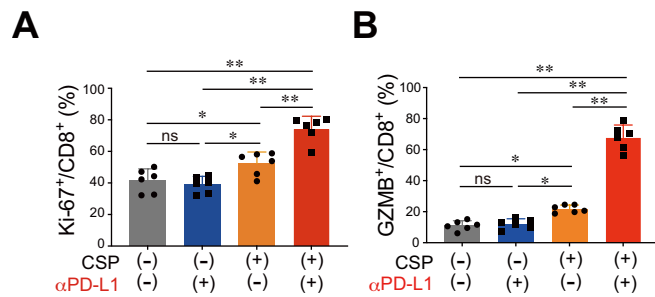 A
Ki-67⁺/CD8⁺ (%)
100
80
60
40
20
0
**
**
*
**
ns
*
CSP (-) (-) (+) (+)
αPD-L1 (-) (+) (-) (+)
B
GZMB⁺/CD8⁺ (%)
100
80
60
40
20
0
**
**
**
*
ns
*
CSP (-) (-) (+) (+)
αPD-L1 (-) (+) (-) (+)